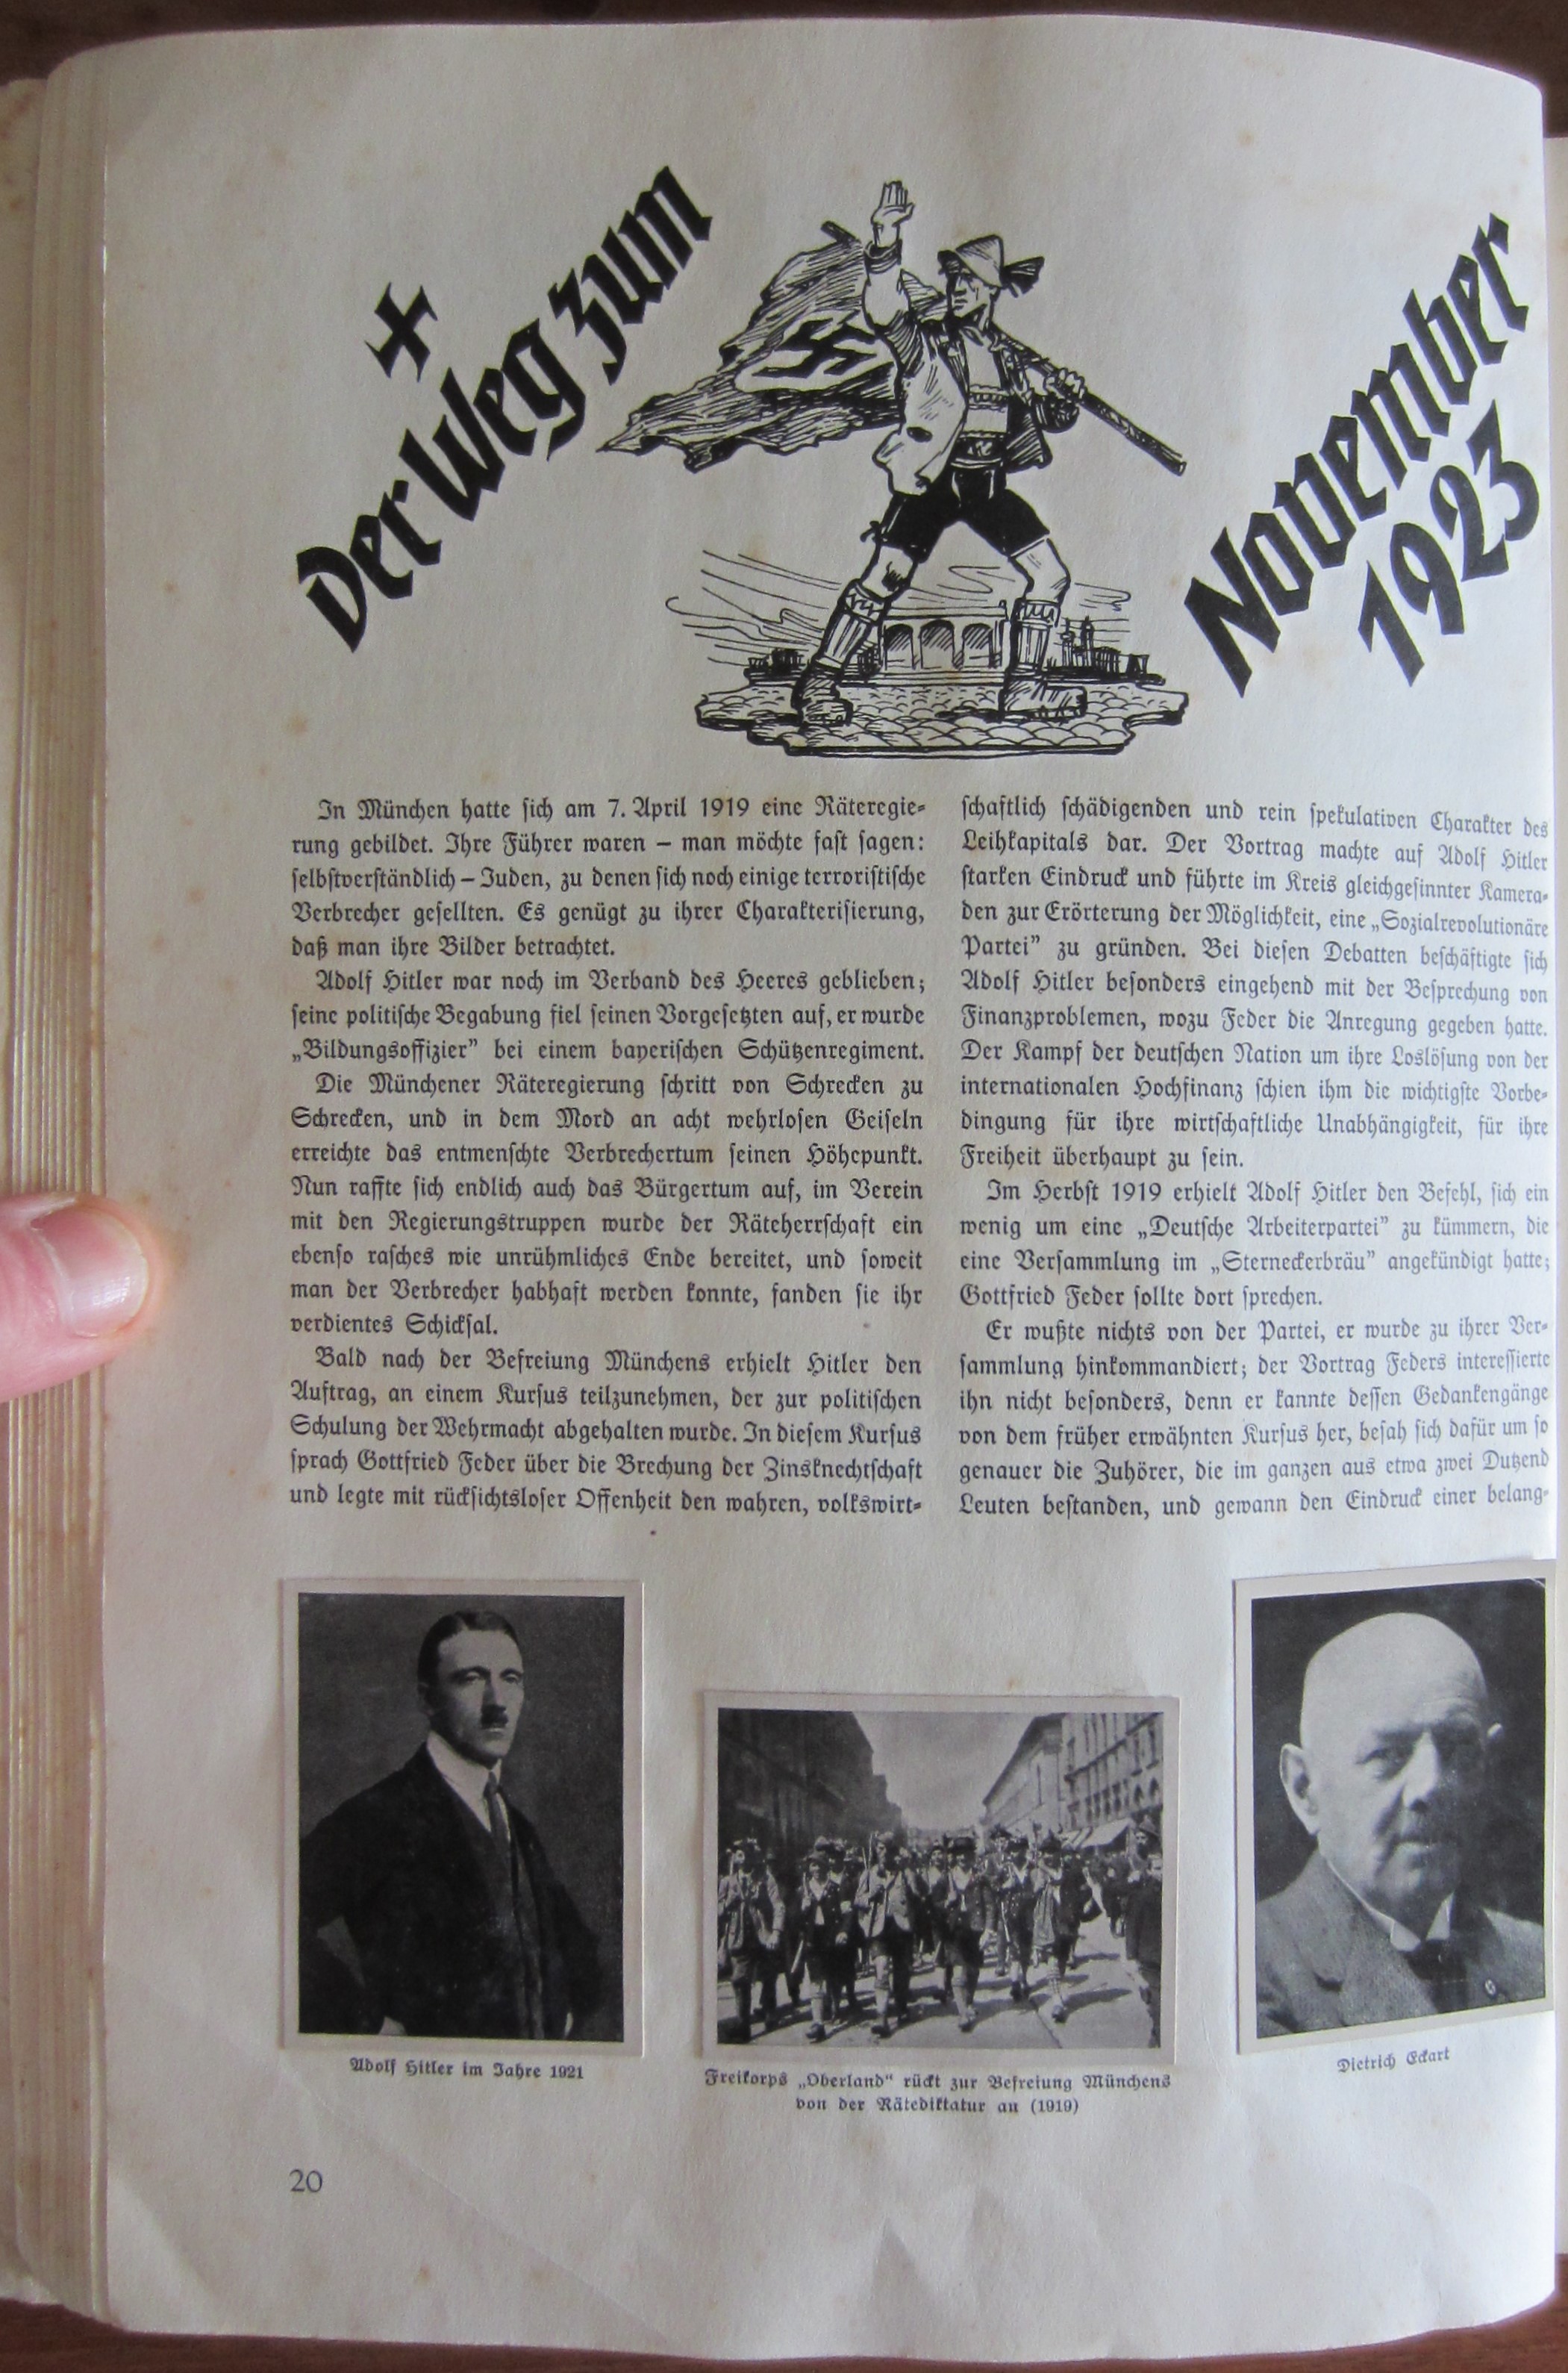 Der Weg zum
November
1923
In München hatte sich am 7. April 1919 eine Räteregie-
rung gebildet. Ihre Führer waren – man möchte fast sagen:
selbstverständlich – Juden, zu denen sich noch einige terroristische
Verbrecher gesellten. Es genügt zu ihrer Charakterisierung,
daß man ihre Bilder betrachtet.
Adolf Hitler war noch im Verband des Heeres geblieben;
seine politische Begabung fiel seinen Vorgesetzten auf, er wurde
„Bildungsoffizier” bei einem bayerischen Schützenregiment.
Die Münchener Räteregierung schritt von Schrecken zu
Schrecken, und in dem Mord an acht wehrlosen Geiseln
erreichte das entmenschte Verbrechertum seinen Höhepunkt.
Nun raffte sich endlich auch das Bürgertum auf, im Verein
mit den Regierungstruppen wurde der Räteherrschaft ein
ebenso rasches wie unrühmliches Ende bereitet, und soweit
man der Verbrecher habhaft werden konnte, fanden sie ihr
verdientes Schicksal.
Bald nach der Befreiung Münchens erhielt Hitler den
Auftrag, an einem Kursus teilzunehmen, der zur politischen
Schulung der Wehrmacht abgehalten wurde. In diesem Kursus
sprach Gottfried Feder über die Brechung der Zinsknechtschaft
und legte mit rücksichtsloser Offenheit den wahren, volkswirt-
schaftlich schädigenden und rein spekulativen Charakter des
Leihkapitals dar. Der Vortrag machte auf Adolf Hitler
starken Eindruck und führte im Kreis gleichgesinnter Kamera-
den zur Erörterung der Möglichkeit, eine „Sozialrevolutionäre
Partei” zu gründen. Bei diesen Debatten beschäftigte sich
Adolf Hitler besonders eingehend mit der Besprechung von
Finanzproblemen, wozu Feder die Anregung gegeben hatte.
Der Kampf der deutschen Nation um ihre Loslösung von der
internationalen Hochfinanz schien ihm die wichtigste Vorbe-
dingung für ihre wirtschaftliche Unabhängigkeit, für ihre
Freiheit überhaupt zu sein.
Im Herbst 1919 erhielt Adolf Hitler den Befehl, sich ein
wenig um eine „Deutsche Arbeiterpartei” zu kümmern, die
eine Versammlung im „Sterneckerbräu” angekündigt hatte;
Gottfried Feder sollte dort sprechen.
Er wußte nichts von der Partei, er wurde zu ihrer Ver-
sammlung hinkommandiert; der Vortrag Feders interessierte
ihn nicht besonders, denn er kannte dessen Gedankengänge
von dem früher erwähnten Kursus her, besah sich dafür um so
genauer die Zuhörer, die im ganzen aus etwa zwei Dutzend
Leuten bestanden, und gewann den Eindruck einer belang-
Adolf Hitler im Jahre 1921
Freikorps „Oberland“ rückt zur Befreiung Münchens
von der Rätediktatur an (1919)
Dietrich Eckart
20